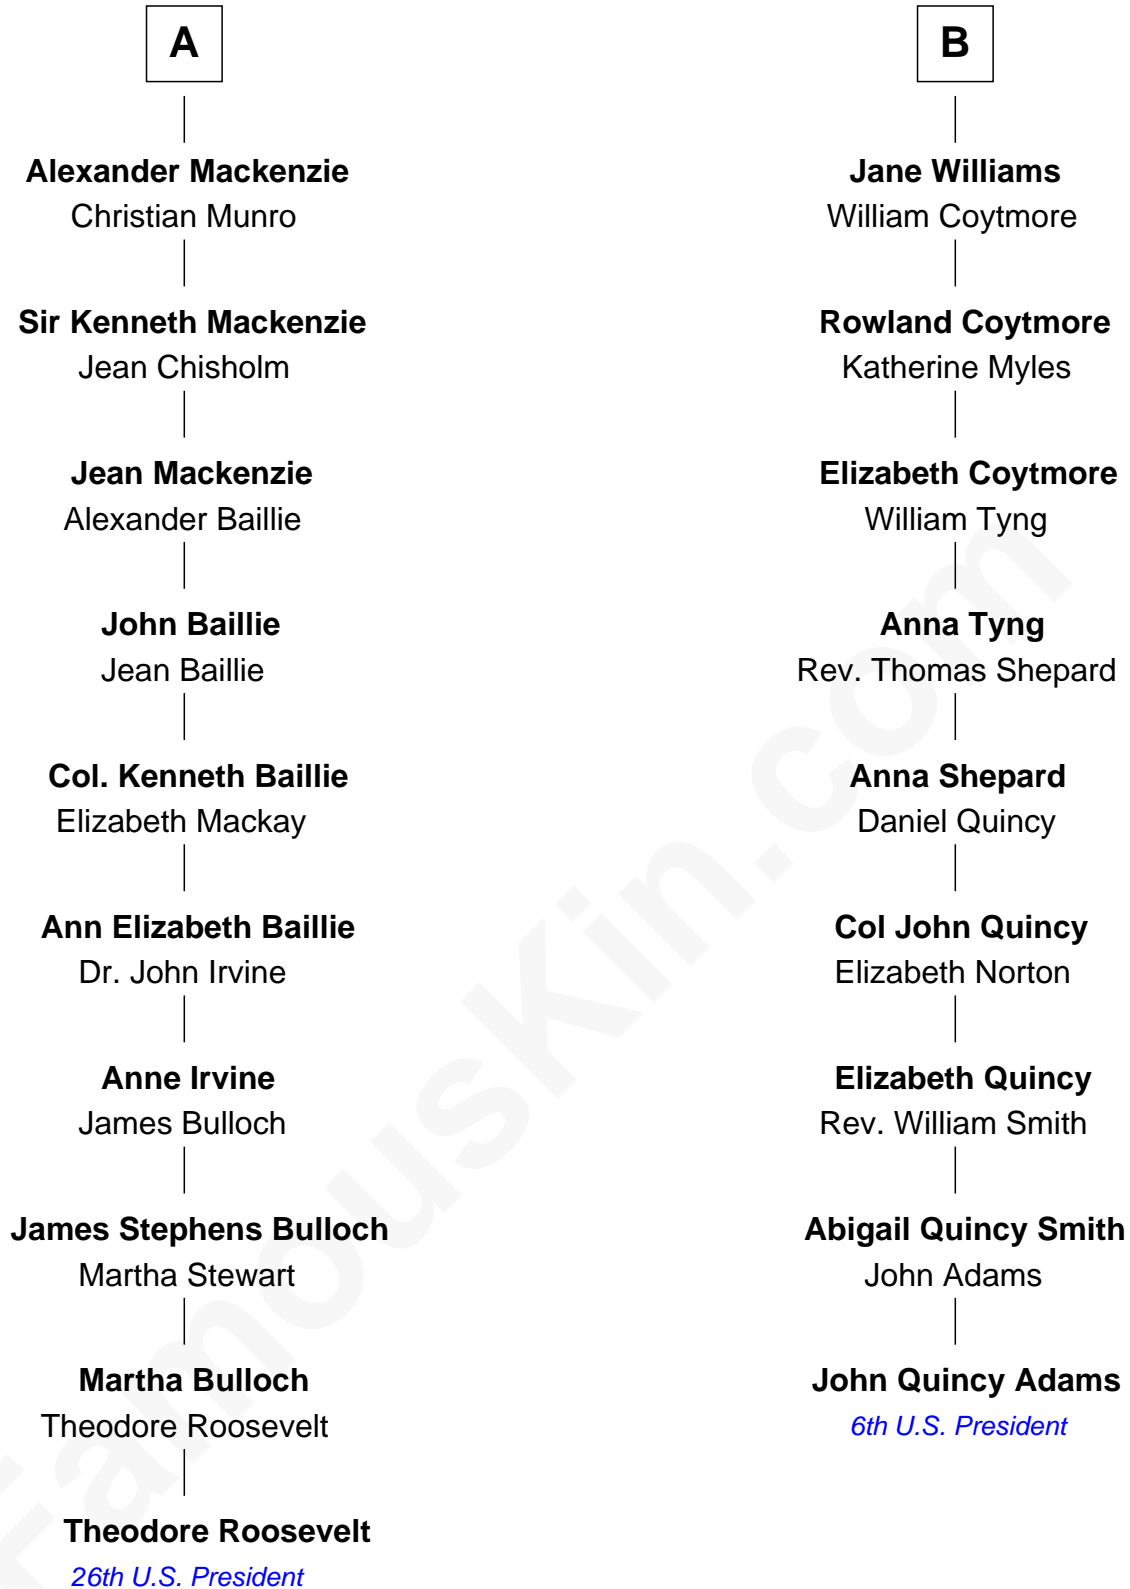 A
Alexander Mackenzie
Christian Munro
Sir Kenneth Mackenzie
Jean Chisholm
Jean Mackenzie
Alexander Baillie
John Baillie
Jean Baillie
Col. Kenneth Baillie
Elizabeth Mackay
Ann Elizabeth Baillie
Dr. John Irvine
Anne Irvine
James Bulloch
James Stephens Bulloch
Martha Stewart
Martha Bulloch
Theodore Roosevelt
Theodore Roosevelt
26th U.S. President
B
Jane Williams
William Coytmore
Rowland Coytmore
Katherine Myles
Elizabeth Coytmore
William Tyng
Anna Tyng
Rev. Thomas Shepard
Anna Shepard
Daniel Quincy
Col John Quincy
Elizabeth Norton
Elizabeth Quincy
Rev. William Smith
Abigail Quincy Smith
John Adams
John Quincy Adams
6th U.S. President
FamousKin.com